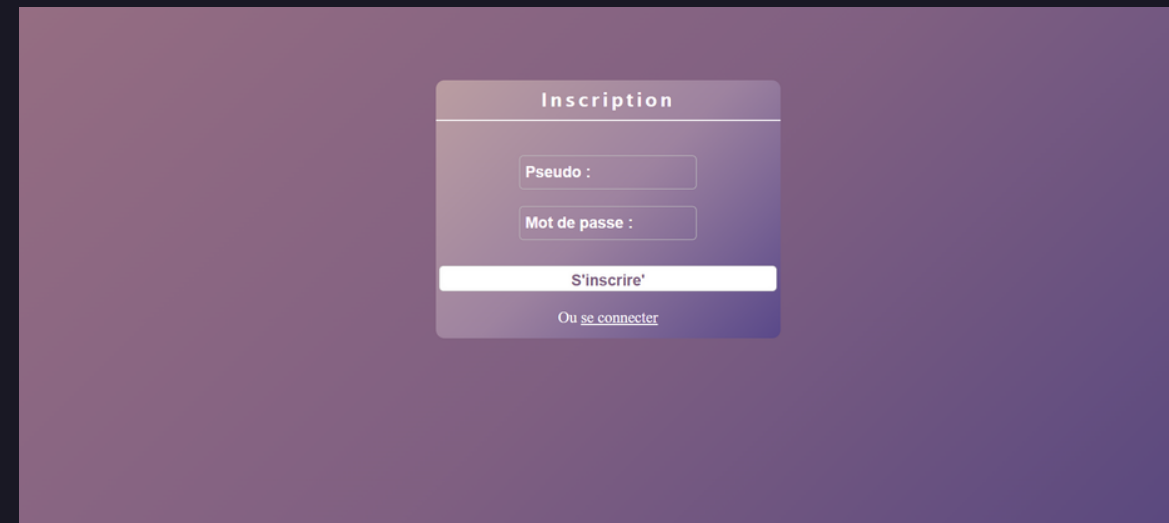 Inscription
Pseudo :
Mot de passe :
S'inscrire'
Ou se connecter